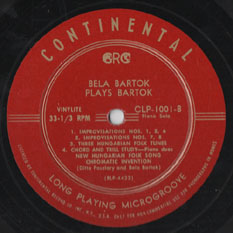 CONTINENTAL
CRC
BELA BARTOK
PLAYS BARTOK
VINYLITE
33-1/3 RPM
CLP-1001-B
Piano Solo
1. IMPROVISATIONS NOS. 1, 2, 6
2. IMPROVISATIONS NOS. 7, 8
3. THREE HUNGARIAN FOLK TUNES
4. CHORD AND TRILL STUDY—Piano duet
NEW HUNGARIAN FOLK SONG
CHROMATIC INVENTION
(Ditta Pasztory and Bela Bartok)
LONG PLAYING MICROGROOVE